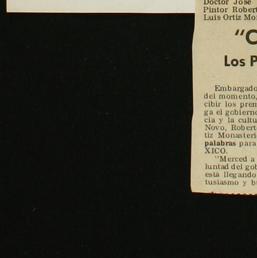 Doctor José
Pintor Robert
Luis Ortiz Mo
"C
Los P
Embargado
del momento,
cibir los prem
ga el gobierno
cia y la cultu
Novo, Robert
tiz Monasteri
palabras para
XICO.
"Merced a
luntad del gob
está llegando
tusiasmo y b